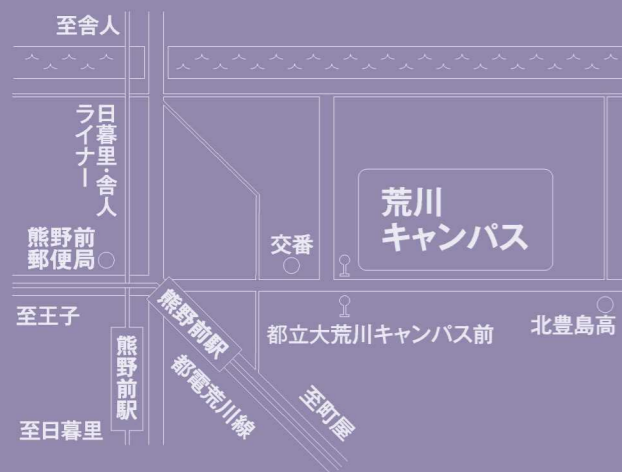 至舎人
日暮里・舎人
ライナー
熊野前
郵便局
交番
荒川
キャンパス
至王子
熊野前駅
都立大荒川キャンパス前
北豊島高
熊野前駅
都電荒川線
至町屋
至日暮里